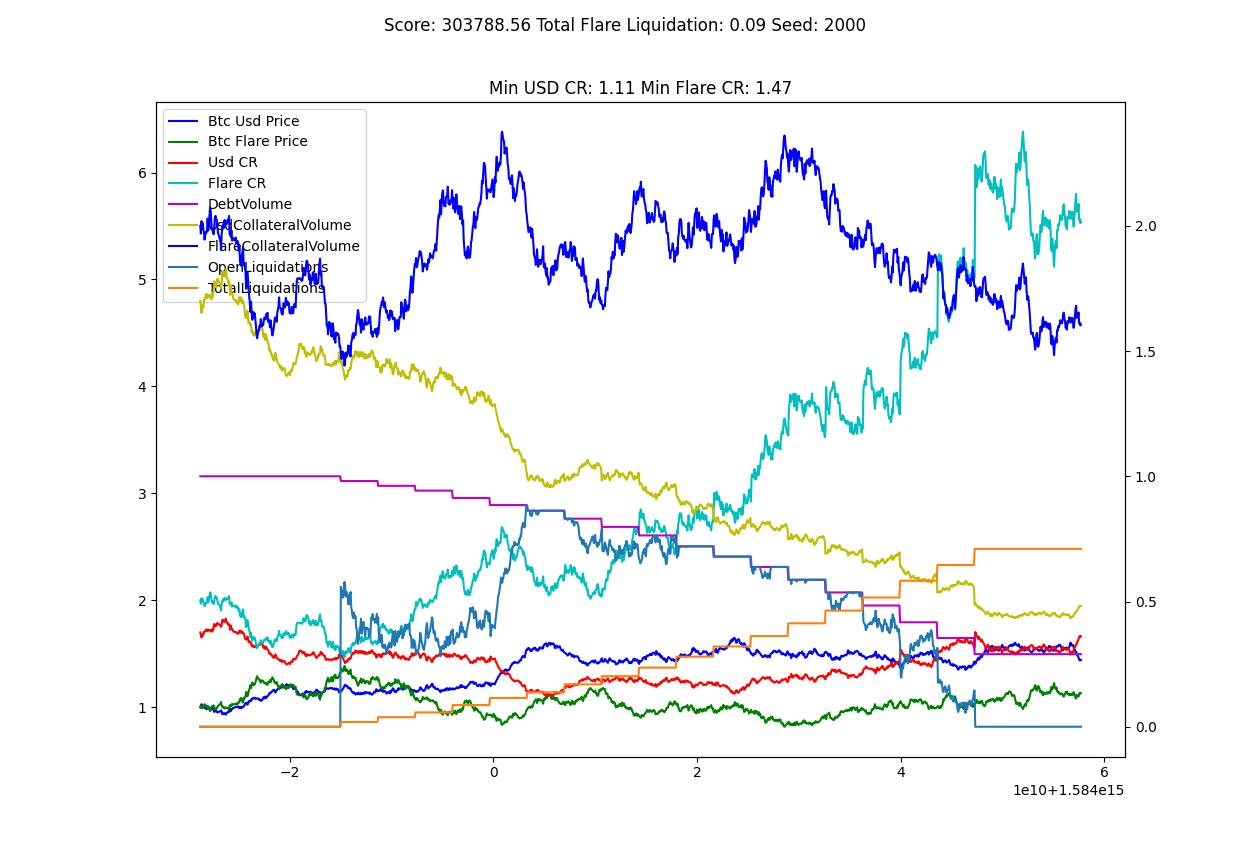 Score: 303788.56 Total Flare Liquidation: 0.09 Seed: 2000
Min USD CR: 1.11 Min Flare CR: 1.47
Btc Usd Price
Btc Flare Price
Usd CR
Flare CR
DebtVolume
UsdCollateralVolume
FlareCollateralVolume
OpenLiquidations
TotalLiquidations
6
5
4
3
2
1
2.0
1.5
1.0
0.5
0.0
−2
0
2
4
6
1e10+1.584e15